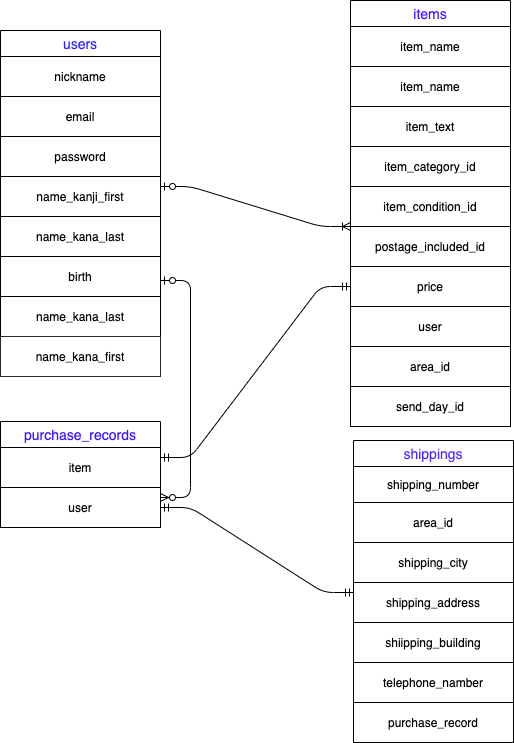 users
nickname
email
password
name_kanji_first
name_kana_last
birth
name_kana_last
name_kana_first
items
item_name
item_name
item_text
item_category_id
item_condition_id
postage_included_id
price
user
area_id
send_day_id
purchase_records
item
user
shippings
shipping_number
area_id
shipping_city
shipping_address
shiipping_building
telephone_namber
purchase_record